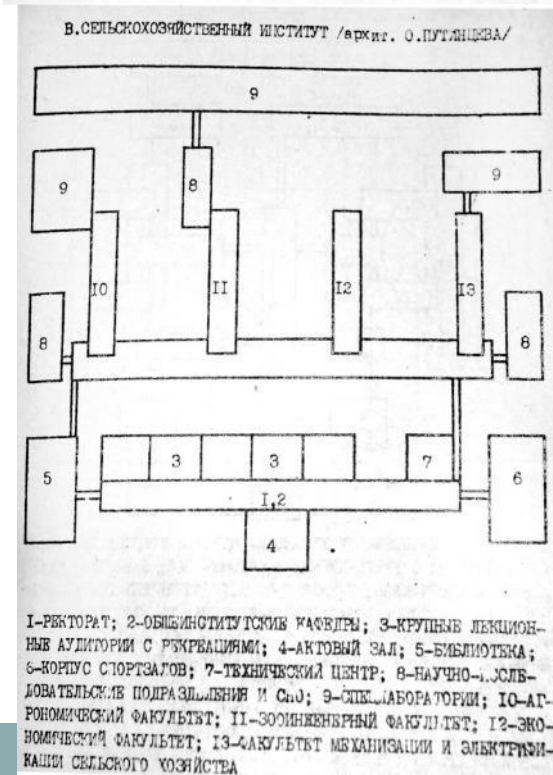 В.СЕЛЬСКОХОЗЯЙСТВЕННЫЙ ИНСТИТУТ /архит. О.ПУТЛЯЦЕВА/
9
9
8
9
10
11
12
13
8
8
5
3
3
7
6
1,2
4
1-РЕКТОРАТ; 2-ОБЩЕИНСТИТУТСКИЕ КАФЕДРЫ; 3-КРУПНЫЕ ЛЕКЦИОН-
НЫЕ АУДИТОРИИ С РЕКРЕАЦИЯМИ; 4-АКТОВЫЙ ЗАЛ; 5-БИБЛИОТЕКА;
6-КОРПУС СПОРТЗАЛОВ; 7-ТЕХНИЧЕСКИЙ ЦЕНТР; 8-НАУЧНО-ИССЛЕ-
ДОВАТЕЛЬСКИЕ ПОДРАЗДЕЛЕНИЯ И СНО; 9-СПЕЦЛАБОРАТОРИИ; 10-АГ-
РОНОМИЧЕСКИЙ ФАКУЛЬТЕТ; 11-ЗООИНЖЕНЕРНЫЙ ФАКУЛЬТЕТ; 12-ЭКО-
НОМИЧЕСКИЙ ФАКУЛЬТЕТ; 13-ФАКУЛЬТЕТ МЕХАНИЗАЦИИ И ЭЛЕКТРИФИ-
КАЦИИ СЕЛЬСКОГО ХОЗЯЙСТВА